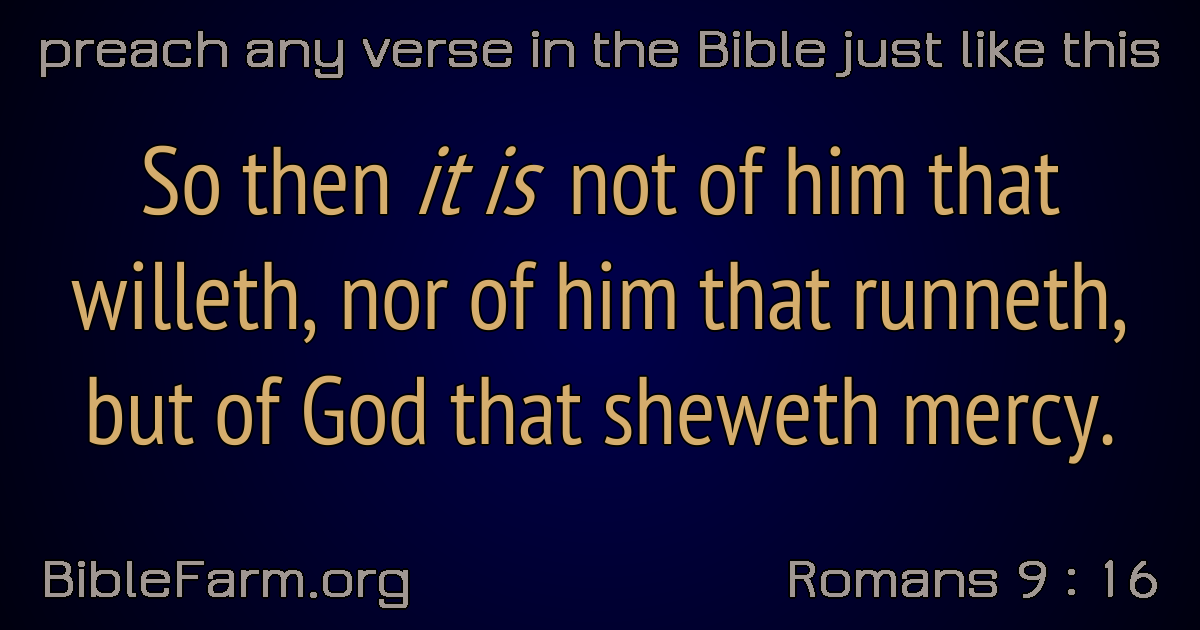 preach any verse in the Bible just like this
So then it is not of him that
willeth, nor of him that runneth,
but of God that sheweth mercy.
BibleFarm.org
Romans 9 : 16